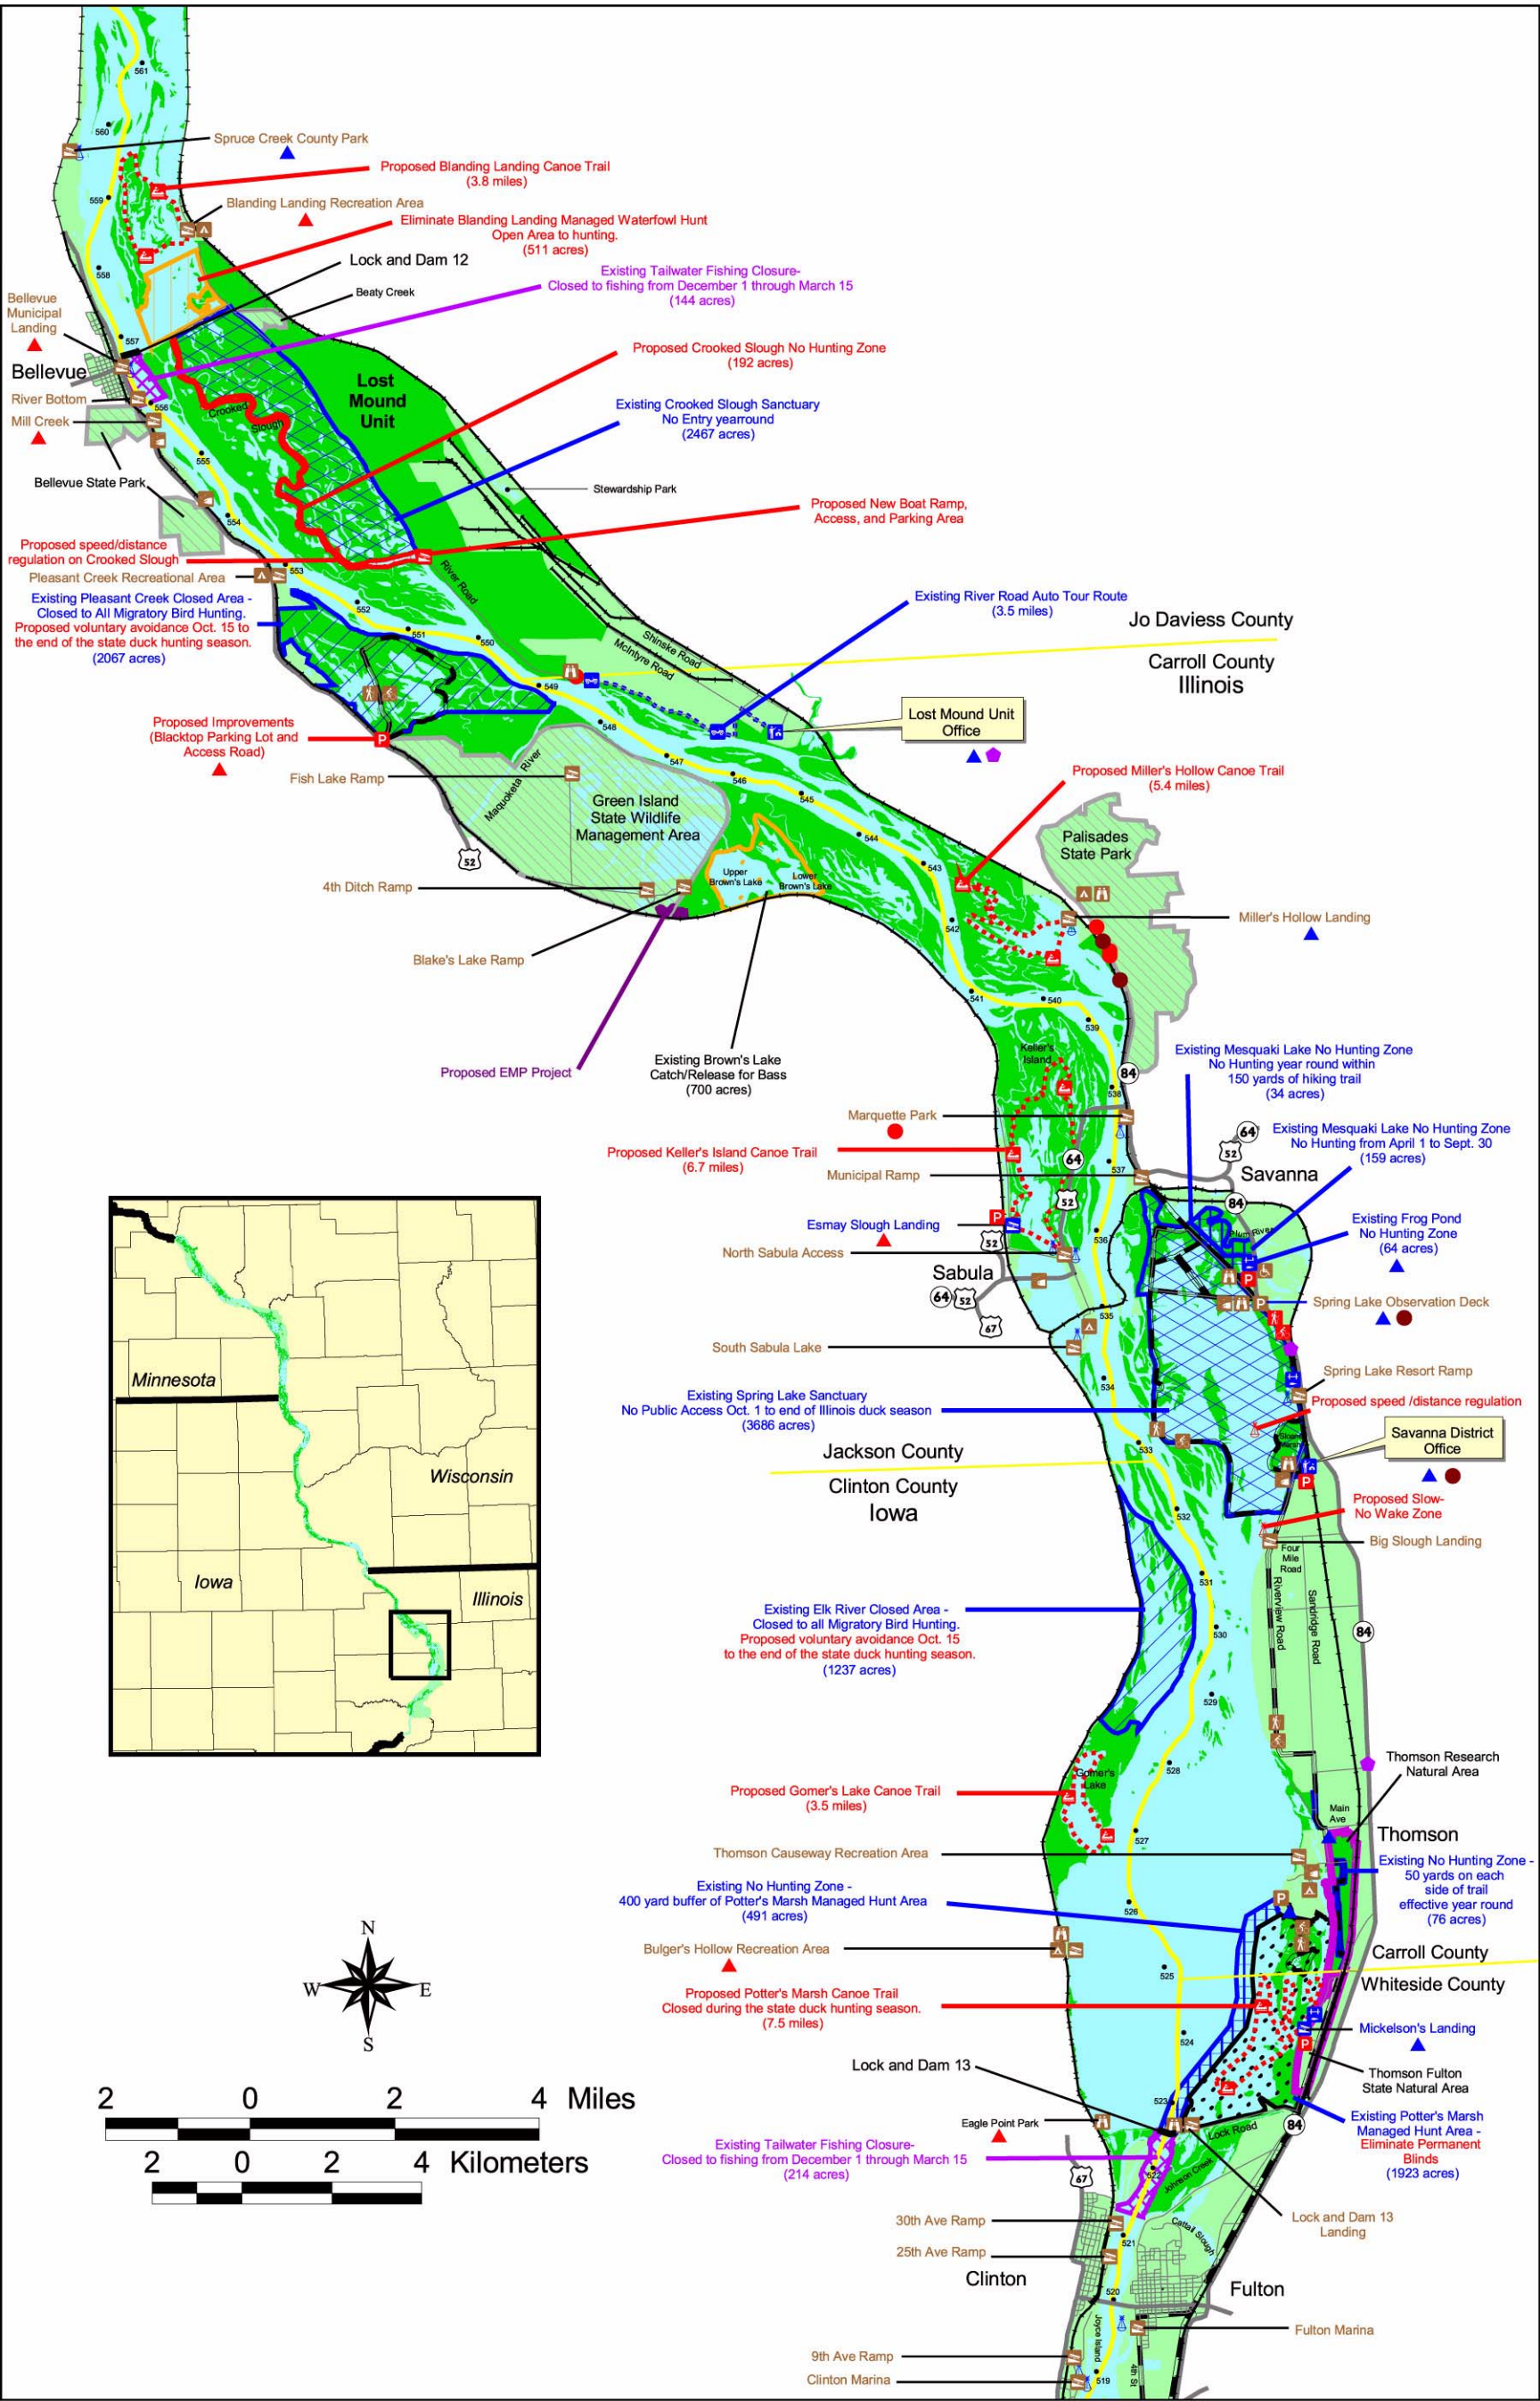 561
560
Spruce Creek County Park
Proposed Blanding Landing Canoe Trail
(3.8 miles)
559
Blanding Landing Recreation Area
Eliminate Blanding Landing Managed Waterfowl Hunt
Open Area to hunting.
(511 acres)
Lock and Dam 12
558
Existing Tailwater Fishing Closure-
Closed to fishing from December 1 through March 15
(144 acres)
Beaty Creek
Bellevue
Municipal
Landing
557
Proposed Crooked Slough No Hunting Zone
(192 acres)
Bellevue
Lost
Mound
Unit
River Bottom
556
Crooked
Slough
Existing Crooked Slough Sanctuary
No Entry yearround
(2467 acres)
Mill Creek
555
Bellevue State Park
Stewardship Park
554
Proposed New Boat Ramp,
Access, and Parking Area
Proposed speed/distance
regulation on Crooked Slough
553
Pleasant Creek Recreational Area
River Road
Existing Pleasant Creek Closed Area -
Closed to All Migratory Bird Hunting.
Proposed voluntary avoidance Oct. 15 to
the end of the state duck hunting season.
(2067 acres)
552
551
550
Existing River Road Auto Tour Route
(3.5 miles)
Jo Daviess County
Shinske Road
McIntyre Road
Carroll County
Illinois
549
548
Lost Mound Unit
Office
Proposed Improvements
(Blacktop Parking Lot and
Access Road)
547
546
545
Fish Lake Ramp
Maquoketa River
Green Island
State Wildlife
Management Area
Proposed Miller's Hollow Canoe Trail
(5.4 miles)
544
Palisades
State Park
52
543
Upper
Brown's Lake
Lower
Brown's Lake
4th Ditch Ramp
542
Miller's Hollow Landing
Blake's Lake Ramp
541
540
539
Keller's
Island
Existing Mesquaki Lake No Hunting Zone
No Hunting year round within
150 yards of hiking trail
(34 acres)
Existing Brown's Lake
Catch/Release for Bass
(700 acres)
Proposed EMP Project
84
538
Marquette Park
64
52
Existing Mesquaki Lake No Hunting Zone
No Hunting from April 1 to Sept. 30
(159 acres)
Proposed Keller's Island Canoe Trail
(6.7 miles)
64
537
Savanna
Municipal Ramp
52
84
P
Esmay Slough Landing
52
536
Plum River
Existing Frog Pond
No Hunting Zone
(64 acres)
North Sabula Access
Sabula
64
52
67
P
P
Spring Lake Observation Deck
535
South Sabula Lake
Spring Lake Resort Ramp
534
Existing Spring Lake Sanctuary
No Public Access Oct. 1 to end of Illinois duck season
(3686 acres)
Proposed speed /distance regulation
Savanna District
Office
533
Jackson County
Clinton County
Iowa
P
532
Proposed Slow-
No Wake Zone
Big Slough Landing
Four
Mile
Road
531
Riverview Road
Sandridge Road
84
Existing Elk River Closed Area -
Closed to all Migratory Bird Hunting.
Proposed voluntary avoidance Oct. 15
to the end of the state duck hunting season.
(1237 acres)
530
529
528
Thomson Research
Natural Area
Gomer's
Lake
Proposed Gomer's Lake Canoe Trail
(3.5 miles)
Main
Ave
527
Thomson
Thomson Causeway Recreation Area
Existing No Hunting Zone -
50 yards on each
side of trail
effective year round
(76 acres)
Existing No Hunting Zone -
400 yard buffer of Potter's Marsh Managed Hunt Area
(491 acres)
P
526
Bulger's Hollow Recreation Area
Carroll County
Whiteside County
525
Proposed Potter's Marsh Canoe Trail
Closed during the state duck hunting season.
(7.5 miles)
524
Mickelson's Landing
P
Lock and Dam 13
Thomson Fulton
State Natural Area
523
Eagle Point Park
Lock Road
84
Existing Potter's Marsh
Managed Hunt Area -
Eliminate Permanent
Blinds
(1923 acres)
Existing Tailwater Fishing Closure-
Closed to fishing from December 1 through March 15
(214 acres)
522
67
Johnson Creek
30th Ave Ramp
Cattail Slough
Lock and Dam 13
Landing
521
25th Ave Ramp
Clinton
520
Fulton
Joyce Island
Fulton Marina
9th Ave Ramp
4th St
Clinton Marina
519
Minnesota
Wisconsin
Iowa
Illinois
N
W E
S
2 0 2 4 Miles
2 0 2 4 Kilometers